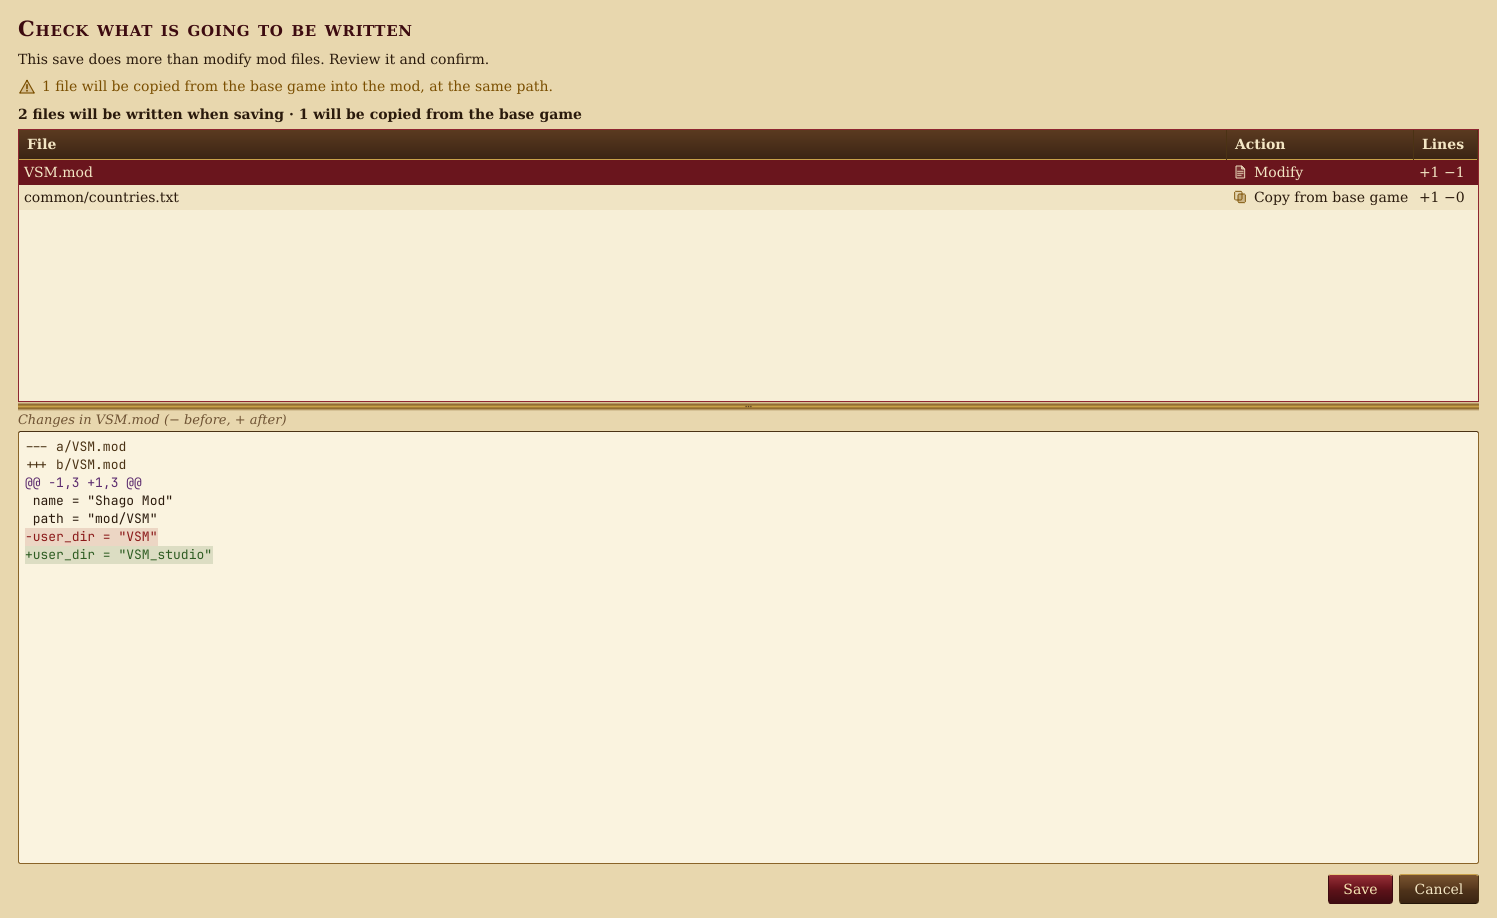 Check what is going to be written
This save does more than modify mod files. Review it and confirm.
1 file will be copied from the base game into the mod, at the same path.
2 files will be written when saving · 1 will be copied from the base game
File Action Lines
VSM.mod Modify +1 −1
common/countries.txt Copy from base game +1 −0
Changes in VSM.mod (− before, + after)
--- a/VSM.mod
+++ b/VSM.mod
@@ -1,3 +1,3 @@
name = "Shago Mod"
path = "mod/VSM"
-user_dir = "VSM"
+user_dir = "VSM_studio"
Save Cancel